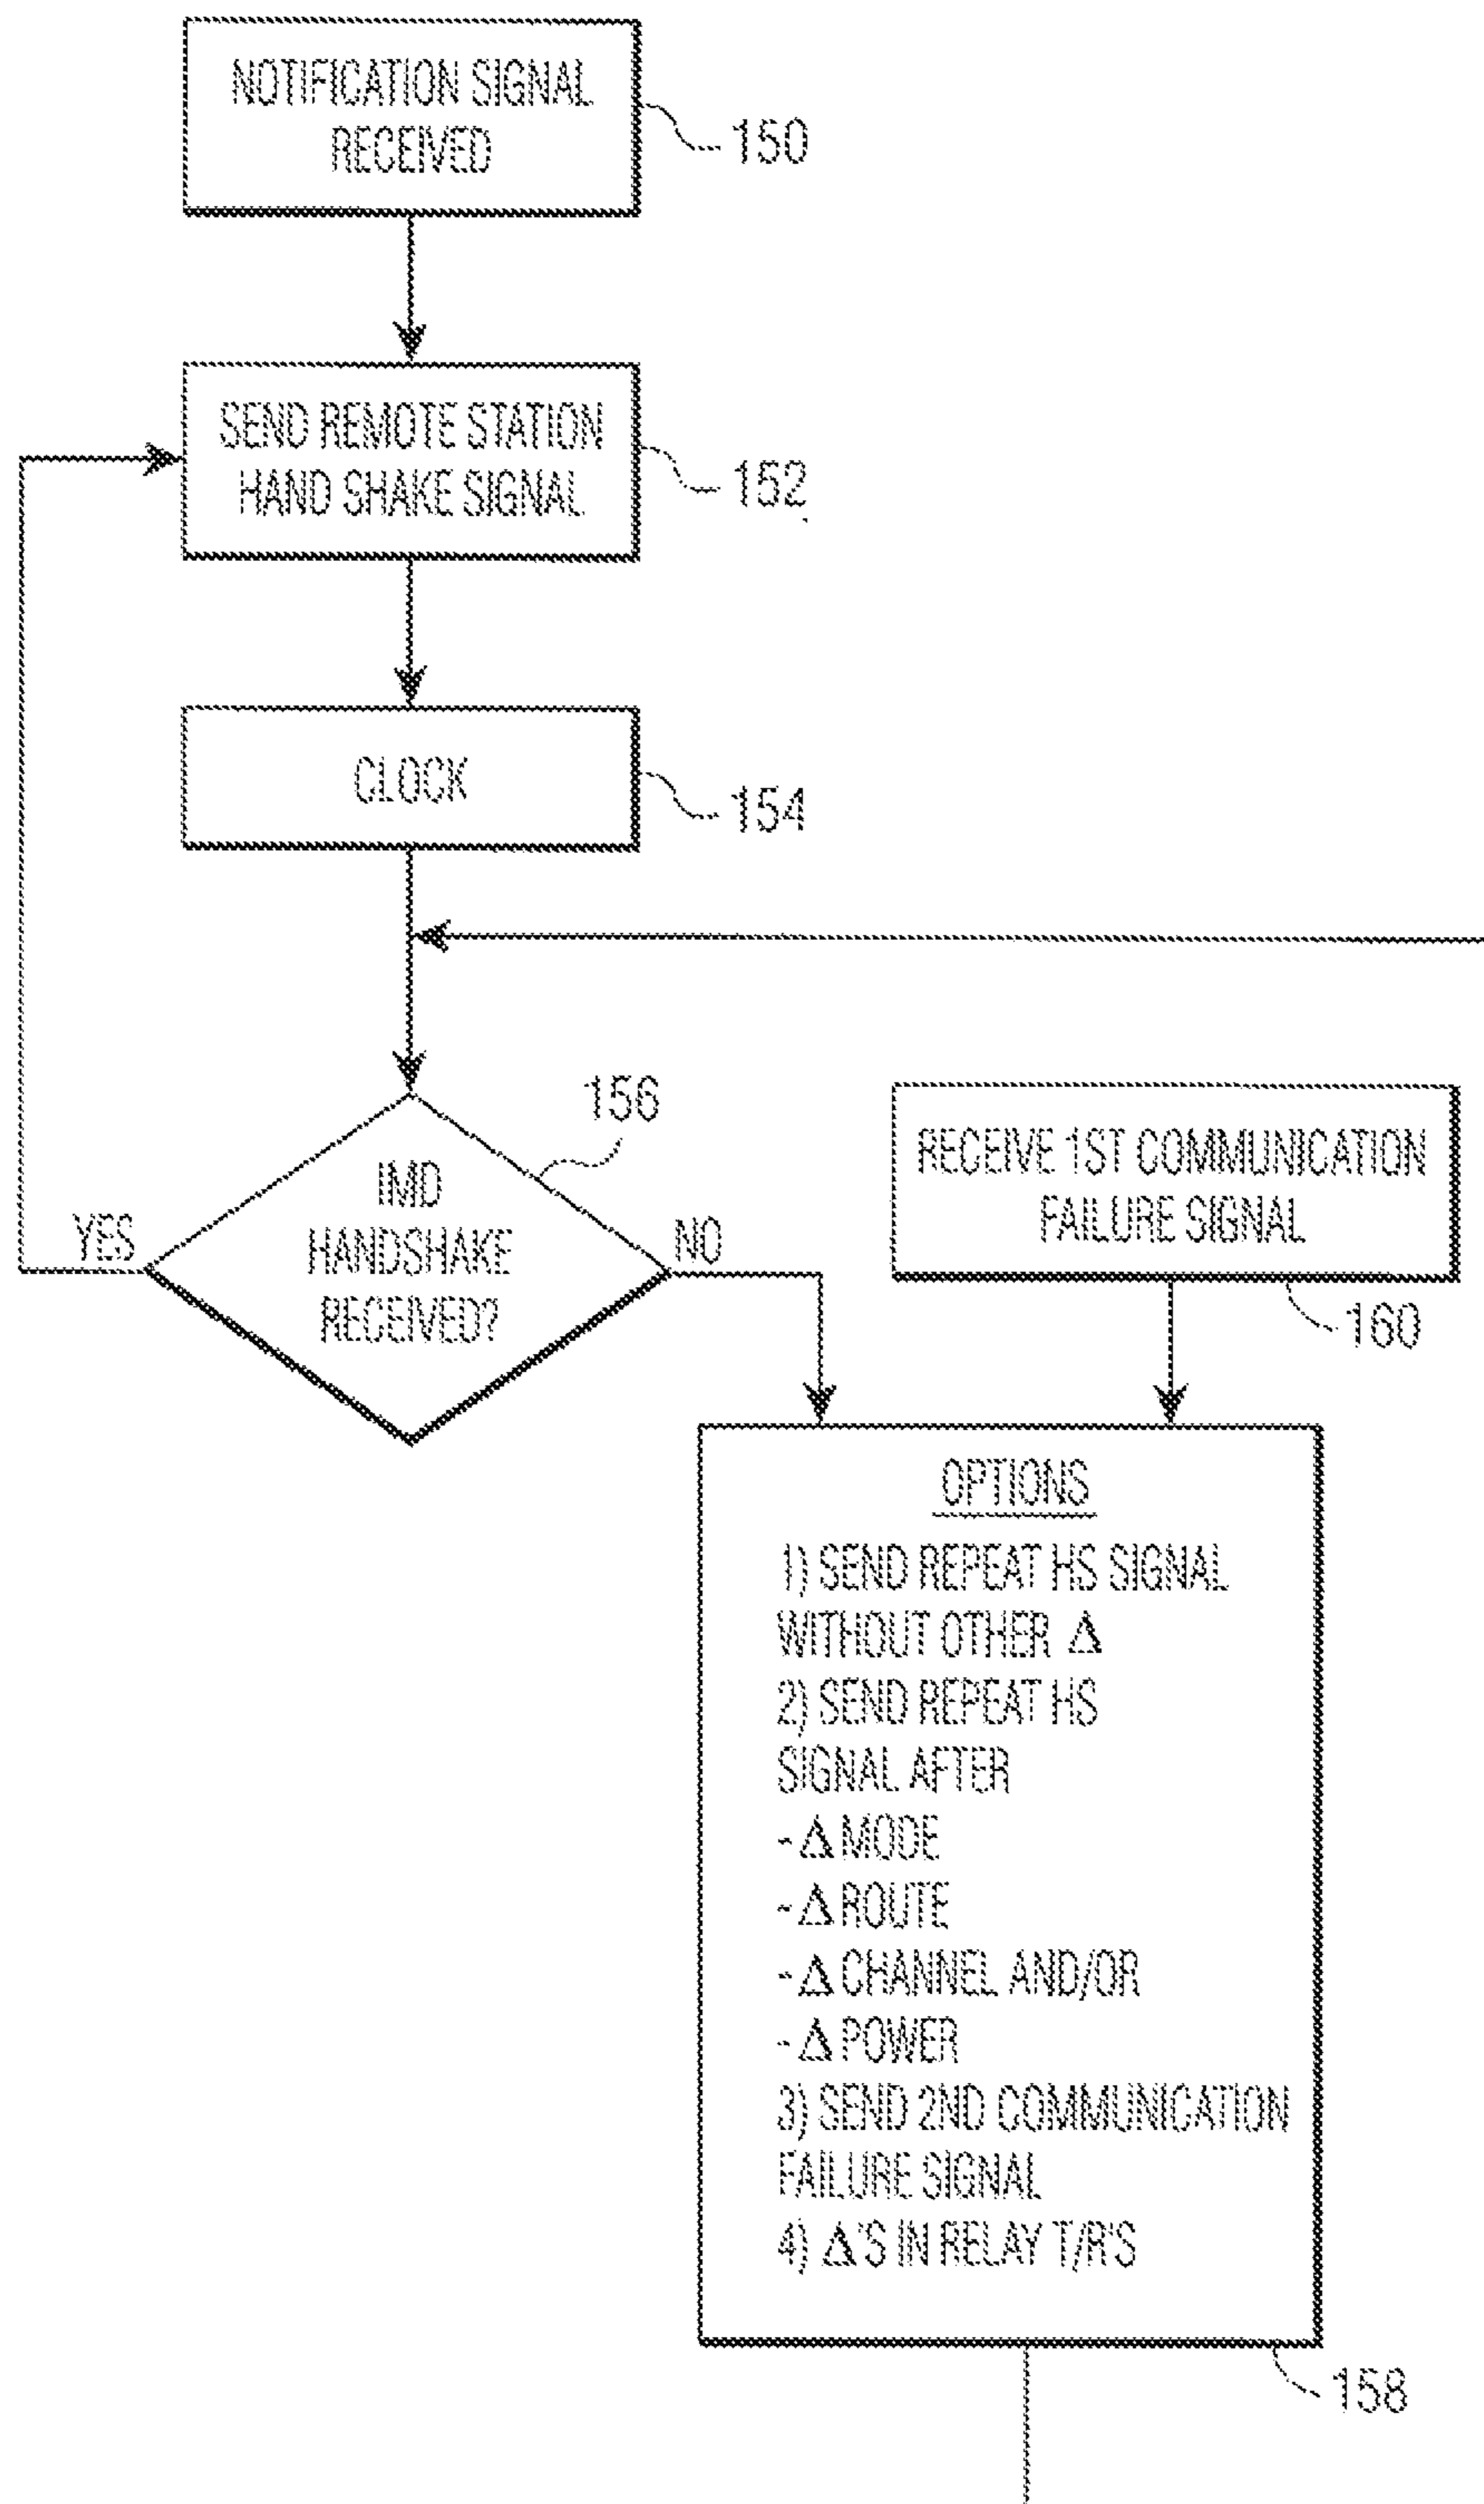 NOTIFICATION SIGNAL
RECEIVED
150
SEND REMOTE STATION
HAND SHAKE SIGNAL
152
CLOCK
154
156
IMD
HANDSHAKE
RECEIVED?
YES
NO
RECEIVE 1ST COMMUNICATION
FAILURE SIGNAL
160
OPTIONS
1) SEND REPEAT HS SIGNAL
WITHOUT OTHER Δ
2) SEND REPEAT HS
SIGNAL AFTER
-Δ MODE
-Δ ROUTE
-Δ CHANNEL AND/OR
-Δ POWER
3) SEND 2ND COMMUNICATION
FAILURE SIGNAL
4) Δ'S IN RELAY T/R'S
158